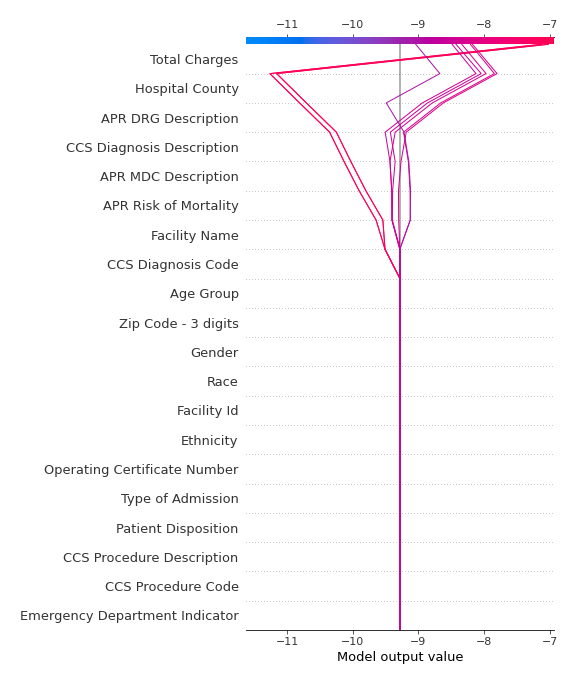 −11 −10 −9 −8 −7
Total Charges
Hospital County
APR DRG Description
CCS Diagnosis Description
APR MDC Description
APR Risk of Mortality
Facility Name
CCS Diagnosis Code
Age Group
Zip Code - 3 digits
Gender
Race
Facility Id
Ethnicity
Operating Certificate Number
Type of Admission
Patient Disposition
CCS Procedure Description
CCS Procedure Code
Emergency Department Indicator
−11 −10 −9 −8 −7
Model output value